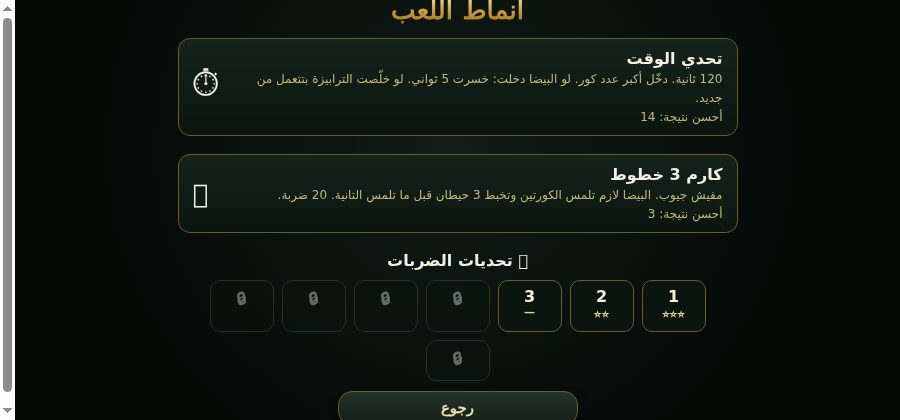 أنماط اللعب
تحدي الوقت
120 ثانية. دخّل أكبر عدد كور. لو البيضا دخلت: خسرت 5 ثواني. لو خلّصت الترابيزة بتتعمل من
جديد.
أحسن نتيجة: 14
كارم 3 خطوط
مفيش جيوب. البيضا لازم تلمس الكورتين وتخبط 3 حيطان قبل ما تلمس التانية. 20 ضربة.
أحسن نتيجة: 3
تحديات الضربات
1 2 3
رجوع